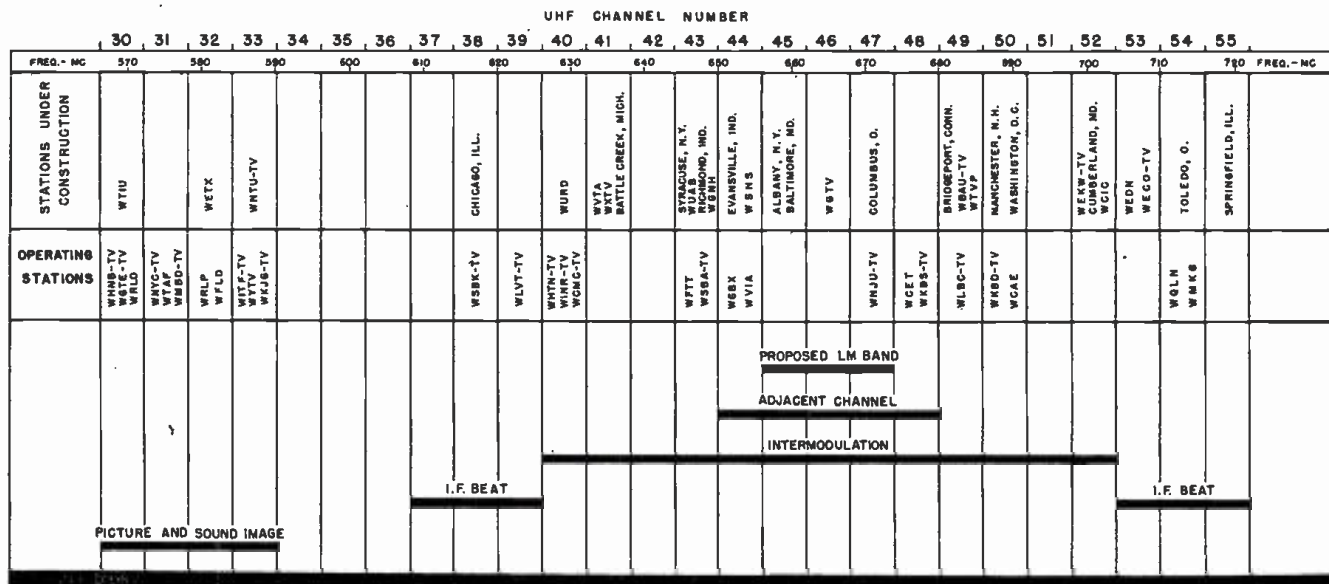 UHF CHANNEL NUMBER
30 31 32 33 34 35 36 37 38 39 40 41 42 43 44 45 46 47 48 49 50 51 52 53 54 55
FREQ.- MC 570 580 590 600 610 620 630 640 650 660 670 680 690 700 710 720 FREQ.- MC
STATIONS UNDER
CONSTRUCTION
WTIU
WETX
WNTU-TV
CHICAGO, ILL.
WURD
WVTA
WXTV
BATTLE CREEK, MICH.
SYRACUSE, N.Y.
WUAB
RICHMOND, IND.
WGNH
EVANSVILLE, IND.
WSNS
ALBANY, N.Y.
BALTIMORE, MD.
WGTV
COLUMBUS, O.
BRIDGEPORT, CONN.
WBAU-TV
WTVP
MANCHESTER, N.H.
WASHINGTON, D.C.
WEKW-TV
CUMBERLAND, MD.
WCIC
WEDN
WECO-TV
TOLEDO, O.
SPRINGFIELD, ILL.
OPERATING
STATIONS
WHNB-TV
WGTE-TV
WRLO
WNYC-TV
WTAF
WMBD-TV
WRLP
WFLD
WITF-TV
WYTV
WKJG-TV
WSBK-TV
WLVT-TV
WHTN-TV
WINR-TV
WCMC-TV
WFTT
WSBA-TV
WGBX
WVIA
WNJU-TV
WCET
WKBS-TV
WLBC-TV
WKBD-TV
WCAE
WQLN
WMKG
PROPOSED LM BAND
ADJACENT CHANNEL
INTERMODULATION
I.F. BEAT
I.F. BEAT
PICTURE AND SOUND IMAGE